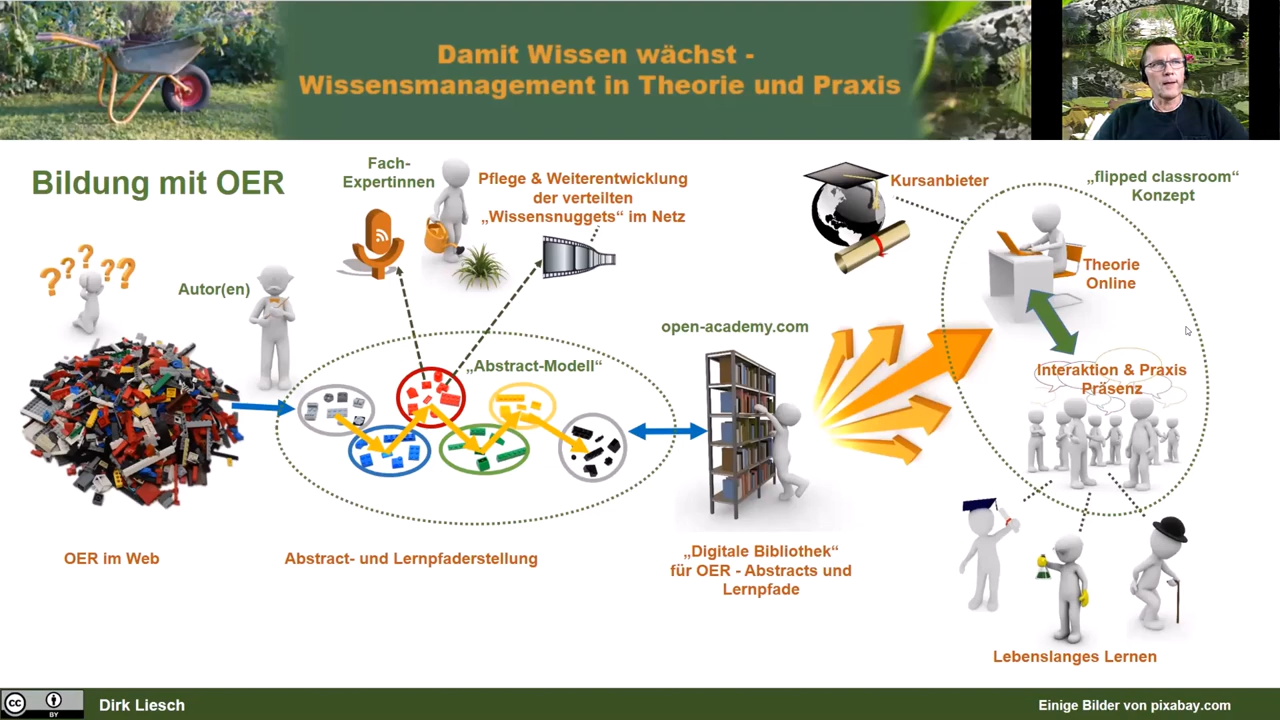 Damit Wissen wächst -
Wissensmanagement in Theorie und Praxis
Bildung mit OER
Fach-
Expertinnen
Pflege & Weiterentwicklung
der verteilten
„Wissensnuggets“ im Netz
Kursanbieter
„flipped classroom“
Konzept
????? 
Autor(en)
Theorie
Online
open-academy.com
„Abstract-Modell“
Interaktion & Praxis
Präsenz
OER im Web
Abstract- und Lernpfaderstellung
„Digitale Bibliothek“
für OER - Abstracts und
Lernpfade
Lebenslanges Lernen
cc
BY
Dirk Liesch
Einige Bilder von pixabay.com